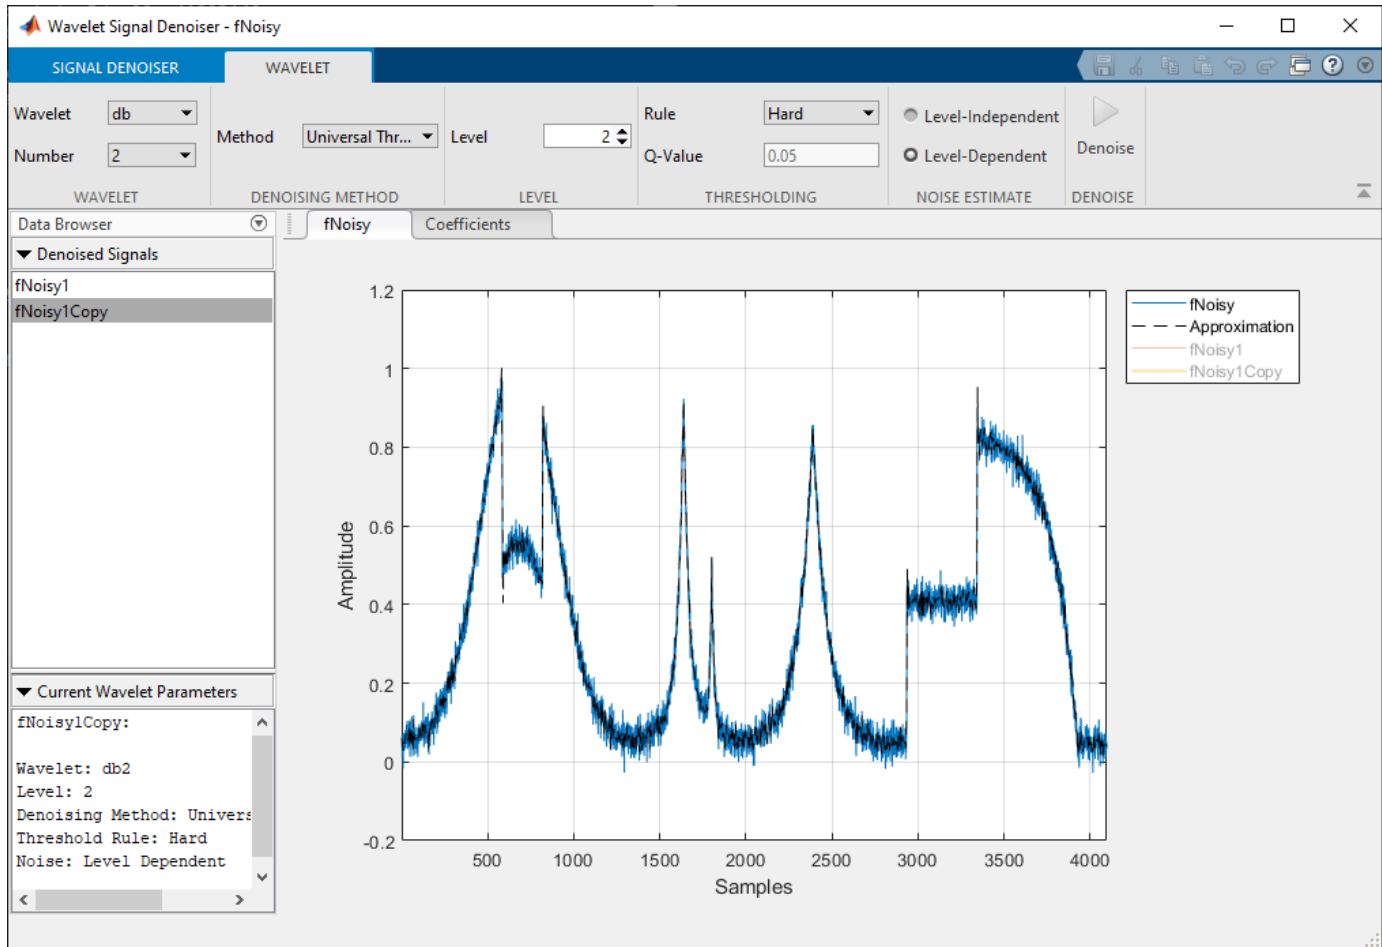 Wavelet Signal Denoiser - fNoisy
SIGNAL DENOISER
WAVELET
Wavelet db
Number 2
WAVELET
Method Universal Thr...
DENOISING METHOD
Level 2
LEVEL
Rule Hard
Q-Value 0.05
THRESHOLDING
Level-Independent
Level-Dependent
NOISE ESTIMATE
Denoise
DENOISE
Data Browser
Denoised Signals
fNoisy1
fNoisy1Copy
Current Wavelet Parameters
fNoisy1Copy:
Wavelet: db2
Level: 2
Denoising Method: Univers
Threshold Rule: Hard
Noise: Level Dependent
fNoisy
Coefficients
1.2
1
0.8
0.6
0.4
0.2
0
-0.2
Amplitude
500 1000 1500 2000 2500 3000 3500 4000
Samples
fNoisy
Approximation
fNoisy1
fNoisy1Copy